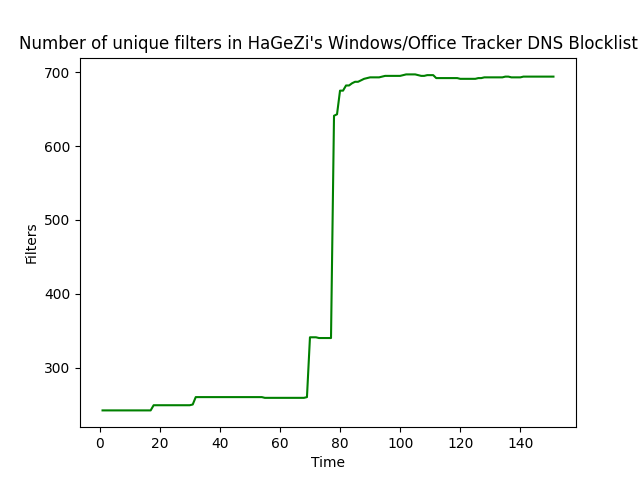 Number of unique filters in HaGeZi's Windows/Office Tracker DNS Blocklist
700
600
500
400
300
Filters
0 20 40 60 80 100 120 140
Time